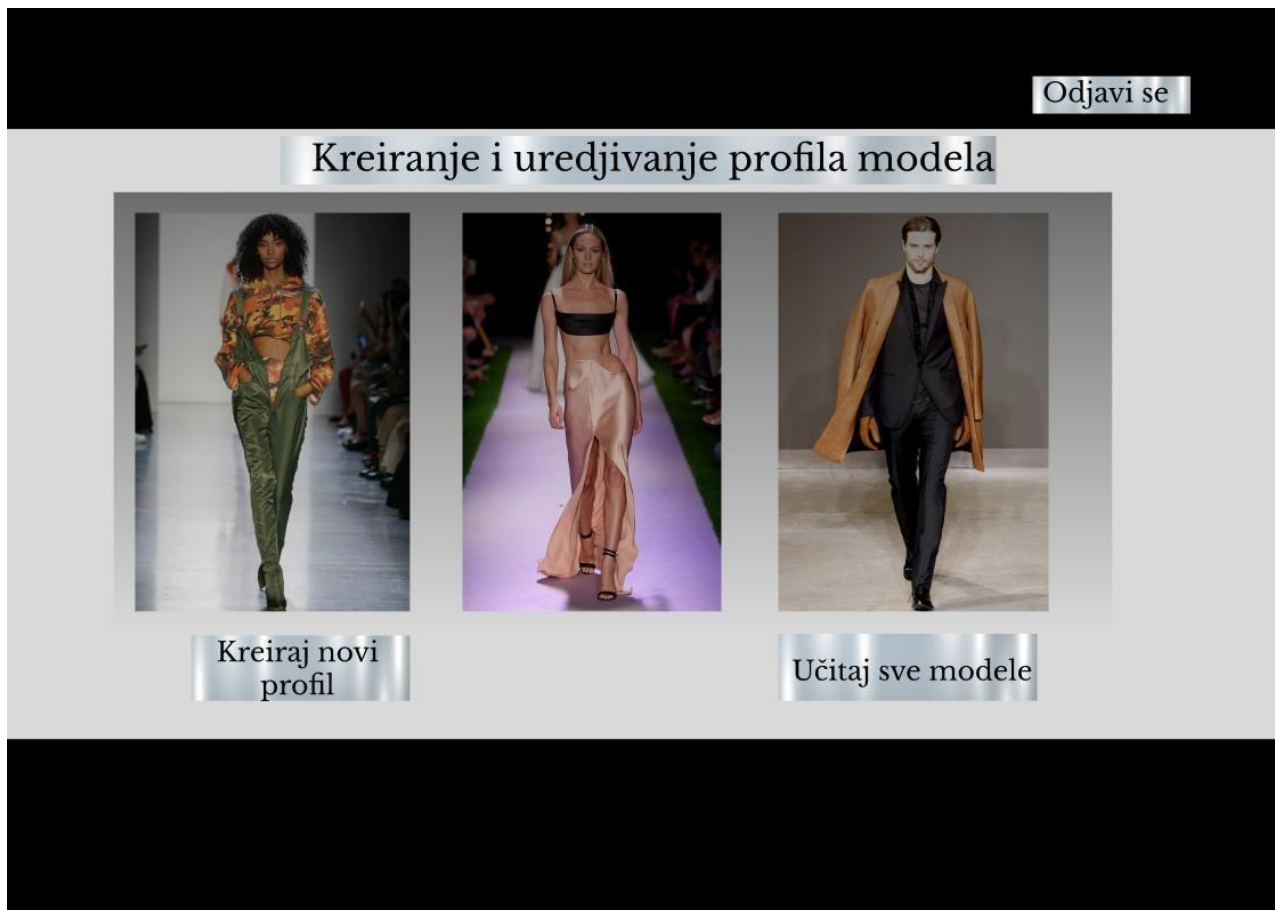 Odjavi se
Kreiranje i uredjivanje profila modela
Kreiraj novi
profil
Učitaj sve modele